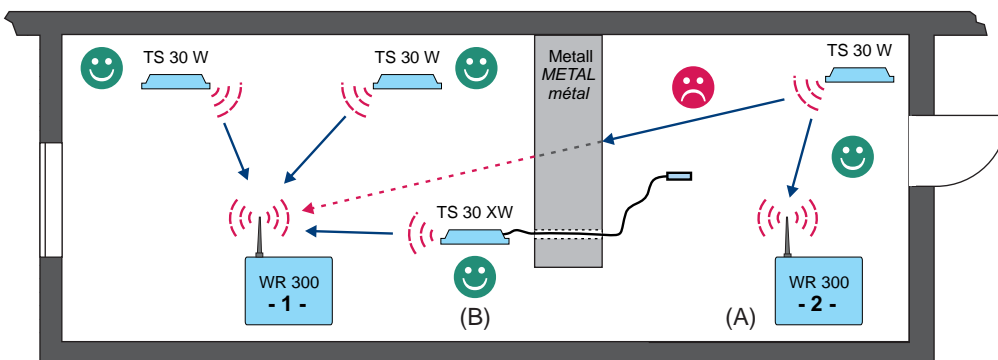 TS 30 W
TS 30 W
Metall
METAL
métal
TS 30 W
TS 30 XW
WR 300
- 1 -
(B)
(A)
WR 300
- 2 -